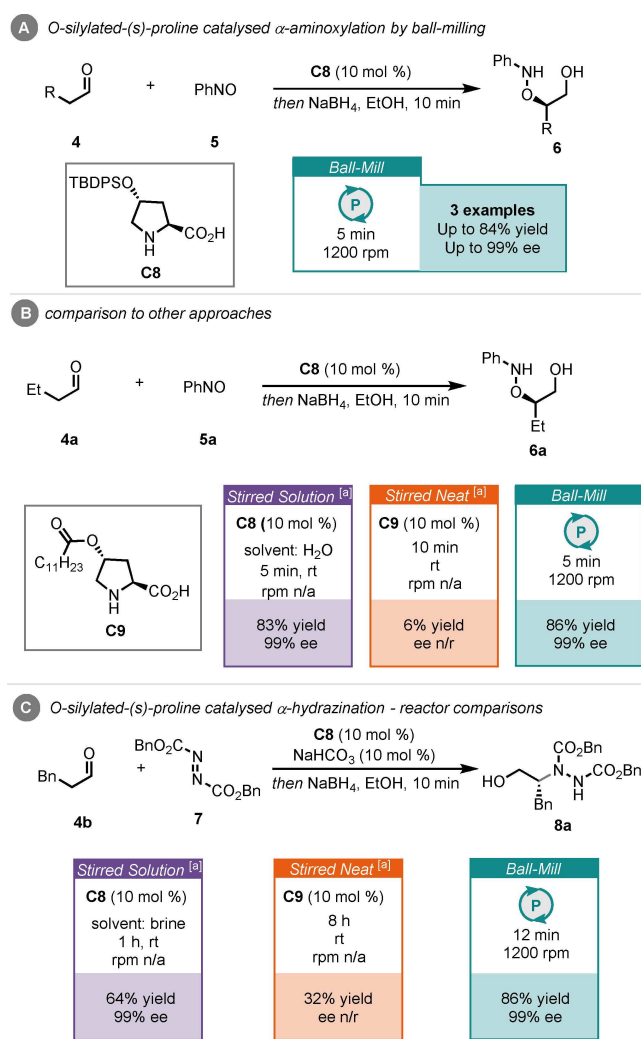 A O-silylated-(s)-proline catalysed α-aminoxylation by ball-milling
R
O
4
+
PhNO
5
C8 (10 mol %)
then NaBH4, EtOH, 10 min
Ph
NH
OH
O
R
6
TBDPSO
N
H
CO2H
C8
Ball-Mill
P
5 min
1200 rpm
3 examples
Up to 84% yield
Up to 99% ee
B comparison to other approaches
Et
O
4a
+
PhNO
5a
C8 (10 mol %)
then NaBH4, EtOH, 10 min
Ph
NH
OH
O
Et
6a
O
C11H23
O
N
H
CO2H
C9
Stirred Solution [a]
C8 (10 mol %)
solvent: H2O
5 min, rt
rpm n/a
83% yield
99% ee
Stirred Neat [a]
C9 (10 mol %)
10 min
rt
rpm n/a
6% yield
ee n/r
Ball-Mill
P
5 min
1200 rpm
86% yield
99% ee
C O-silylated-(s)-proline catalysed α-hydrazination - reactor comparisons
Bn
O
4b
+
BnO2C
N
N
CO2Bn
7
C8 (10 mol %)
NaHCO3 (10 mol %)
then NaBH4, EtOH, 10 min
CO2Bn
HO
N
N
H
CO2Bn
Bn
8a
Stirred Solution [a]
C8 (10 mol %)
solvent: brine
1 h, rt
rpm n/a
64% yield
99% ee
Stirred Neat [a]
C9 (10 mol %)
8 h
rt
rpm n/a
32% yield
ee n/r
Ball-Mill
P
12 min
1200 rpm
86% yield
99% ee